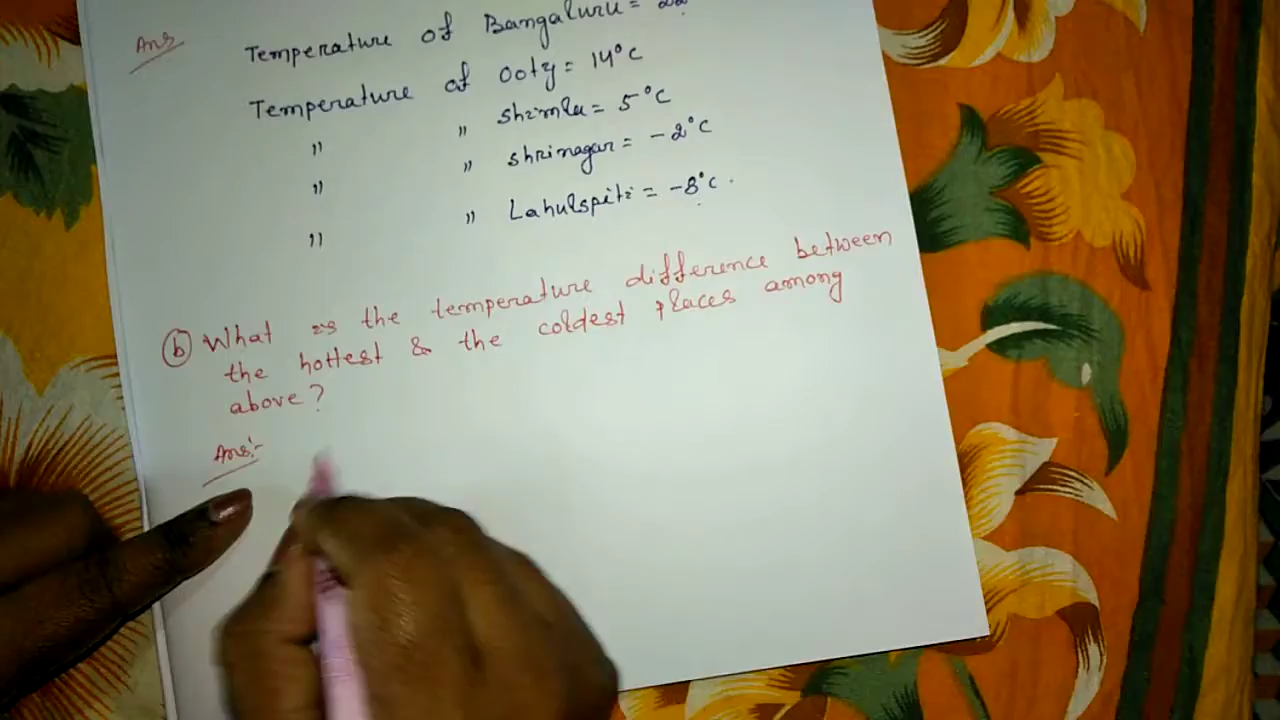 Ans
Temperature of Bangaluru = 22
Temperature of Ooty = 14°C
" " shimla = 5°C
" " shrinagar = -2°C
" " Lahulspiti = -8°C.
(b) What is the temperature difference between
the hottest & the coldest places among
above?
Ans:-